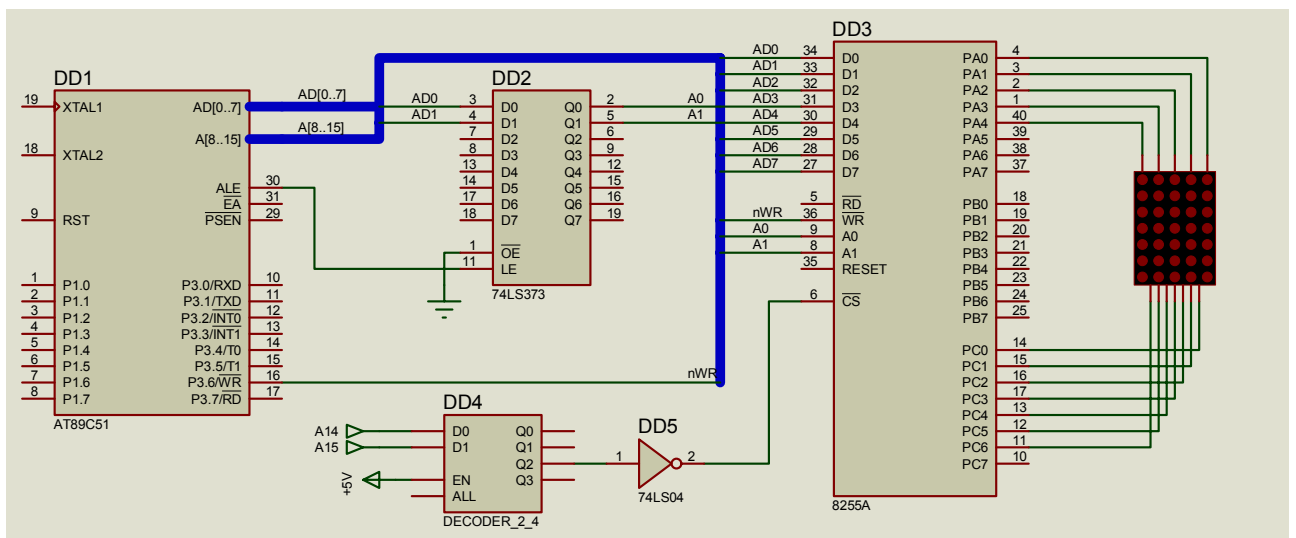 DD1
19 XTAL1
18 XTAL2
9 RST
1 P1.0
2 P1.1
3 P1.2
4 P1.3
5 P1.4
6 P1.5
7 P1.6
8 P1.7
AD[0..7]
A[8..15]
ALE 30
EA 31
PSEN 29
P3.0/RXD 10
P3.1/TXD 11
P3.2/INT0 12
P3.3/INT1 13
P3.4/T0 14
P3.5/T1 15
P3.6/WR 16
P3.7/RD 17
AT89C51
AD[0..7]
A[8..15]
nWR
DD2
AD0 3 D0
AD1 4 D1
7 D2
8 D3
13 D4
14 D5
17 D6
18 D7
1 OE
11 LE
Q0 2 A0
Q1 5 A1
Q2 6
Q3 9
Q4 12
Q5 15
Q6 16
Q7 19
74LS373
DD4
A14 D0
A15 D1
+5V EN
ALL
Q0
Q1
Q2
Q3
DECODER_2_4
DD5
1 2
74LS04
DD3
AD0 34 D0
AD1 33 D1
AD2 32 D2
AD3 31 D3
AD4 30 D4
AD5 29 D5
AD6 28 D6
AD7 27 D7
5 RD
nWR 36 WR
A0 9 A0
A1 8 A1
35 RESET
6 CS
PA0 4
PA1 3
PA2 2
PA3 1
PA4 40
PA5 39
PA6 38
PA7 37
PB0 18
PB1 19
PB2 20
PB3 21
PB4 22
PB5 23
PB6 24
PB7 25
PC0 14
PC1 15
PC2 16
PC3 17
PC4 13
PC5 12
PC6 11
PC7 10
8255A